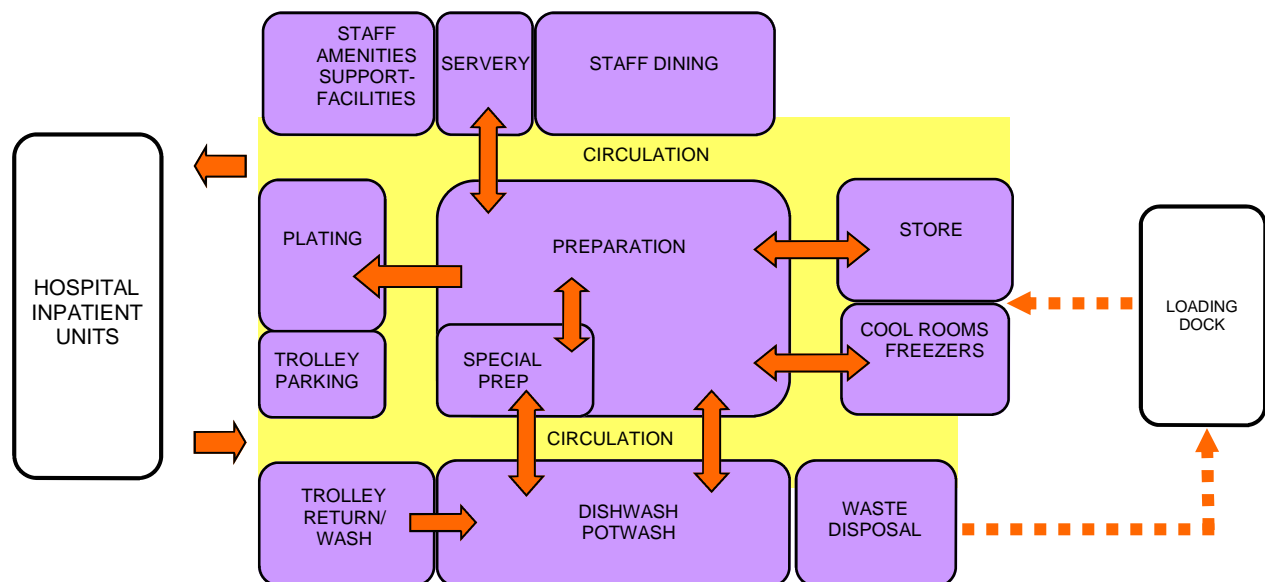 STAFF
AMENITIES
SUPPORT-
FACILITIES
SERVERY
STAFF DINING
CIRCULATION
PLATING
PREPARATION
STORE
HOSPITAL
INPATIENT
UNITS
LOADING
DOCK
TROLLEY
PARKING
SPECIAL
PREP
COOL ROOMS
FREEZERS
CIRCULATION
TROLLEY
RETURN/
WASH
DISHWASH
POTWASH
WASTE
DISPOSAL